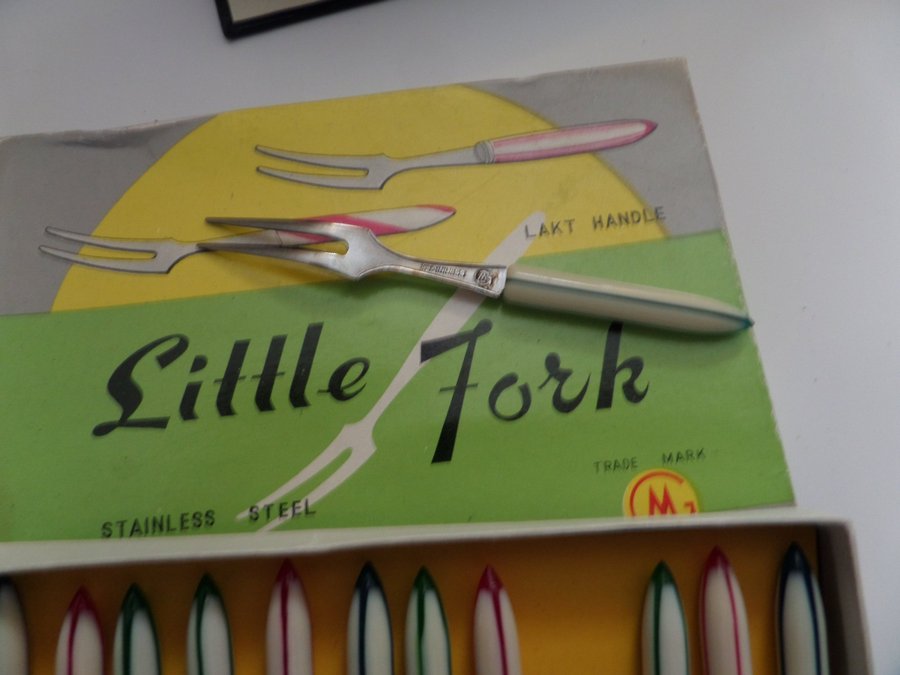 LAKT HANDLE
Little Fork
TRADE MARK
STAINLESS STEEL